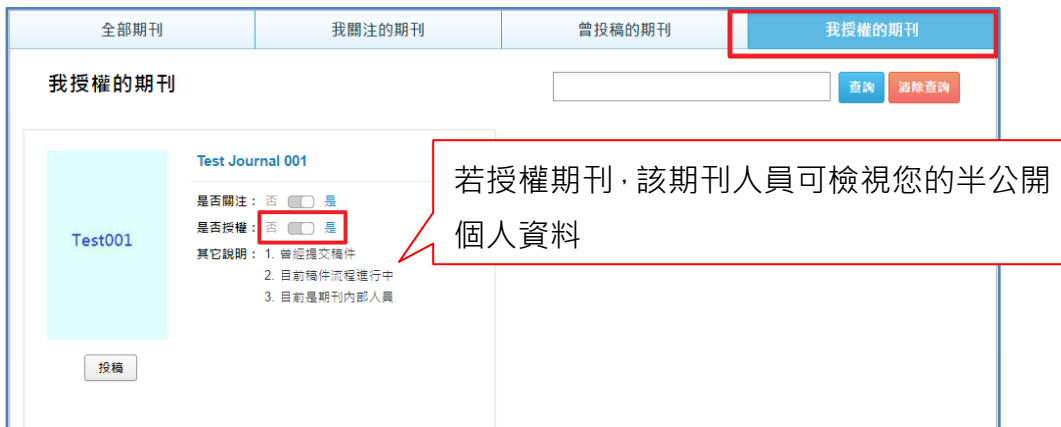 全部期刊 我關注的期刊 曾投稿的期刊 我授權的期刊
我授權的期刊
查詢 清除查詢
Test001
投稿
Test Journal 001
是否關注： 否 是
是否授權： 否 是
其它說明： 1. 曾經提交稿件
2. 目前稿件流程進行中
3. 目前是期刊內部人員
若授權期刊，該期刊人員可檢視您的半公開
個人資料